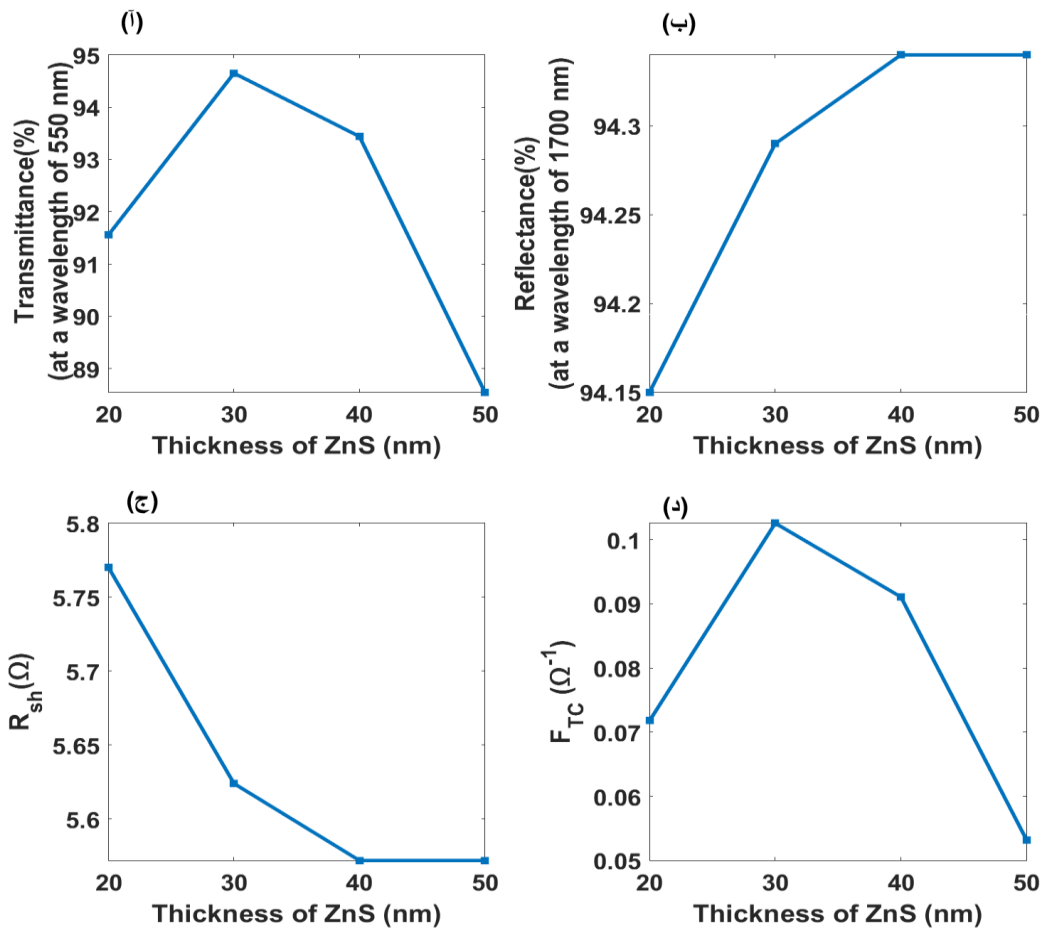 (آ)
Transmittance(%)
(at a wavelength of 550 nm)
95
94
93
92
91
90
89
20 30 40 50
Thickness of ZnS (nm)
(ب)
Reflectance(%)
(at a wavelength of 1700 nm)
94.3
94.25
94.2
94.15
20 30 40 50
Thickness of ZnS (nm)
(ج)
R_sh(Ω)
5.8
5.75
5.7
5.65
5.6
20 30 40 50
Thickness of ZnS (nm)
(د)
F_TC (Ω⁻¹)
0.1
0.09
0.08
0.07
0.06
0.05
20 30 40 50
Thickness of ZnS (nm)